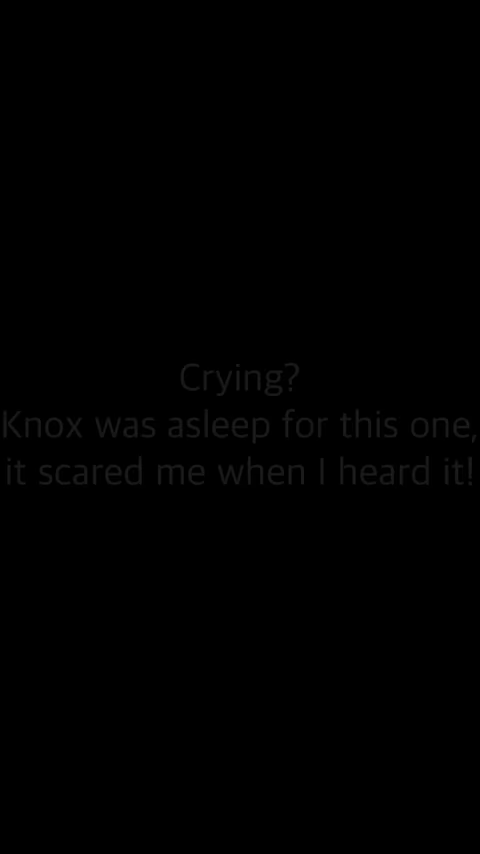 Crying?
Knox was asleep for this one,
it scared me when I heard it!